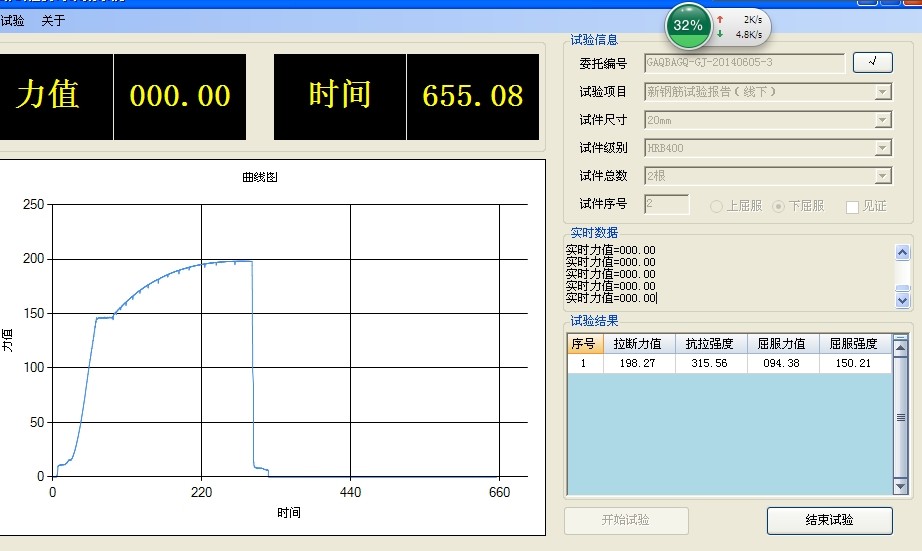 试验 关于
32%
2K/s
4.8K/s
力值 000.00 时间 655.08
试验信息
委托编号 GAQBAGQ-GJ-20140605-3 √
试验项目 新钢筋试验报告(线下)
试件尺寸 20mm
试件级别 HRB400
试件总数 2根
试件序号 2 上屈服 下屈服 见证
曲线图
250
200
150
100
50
0
力值
0 220 440 660
时间
实时数据
实时力值=000.00
实时力值=000.00
实时力值=000.00
实时力值=000.00
实时力值=000.00
试验结果
序号 拉断力值 抗拉强度 屈服力值 屈服强度
1 198.27 315.56 094.38 150.21
开始试验 结束试验